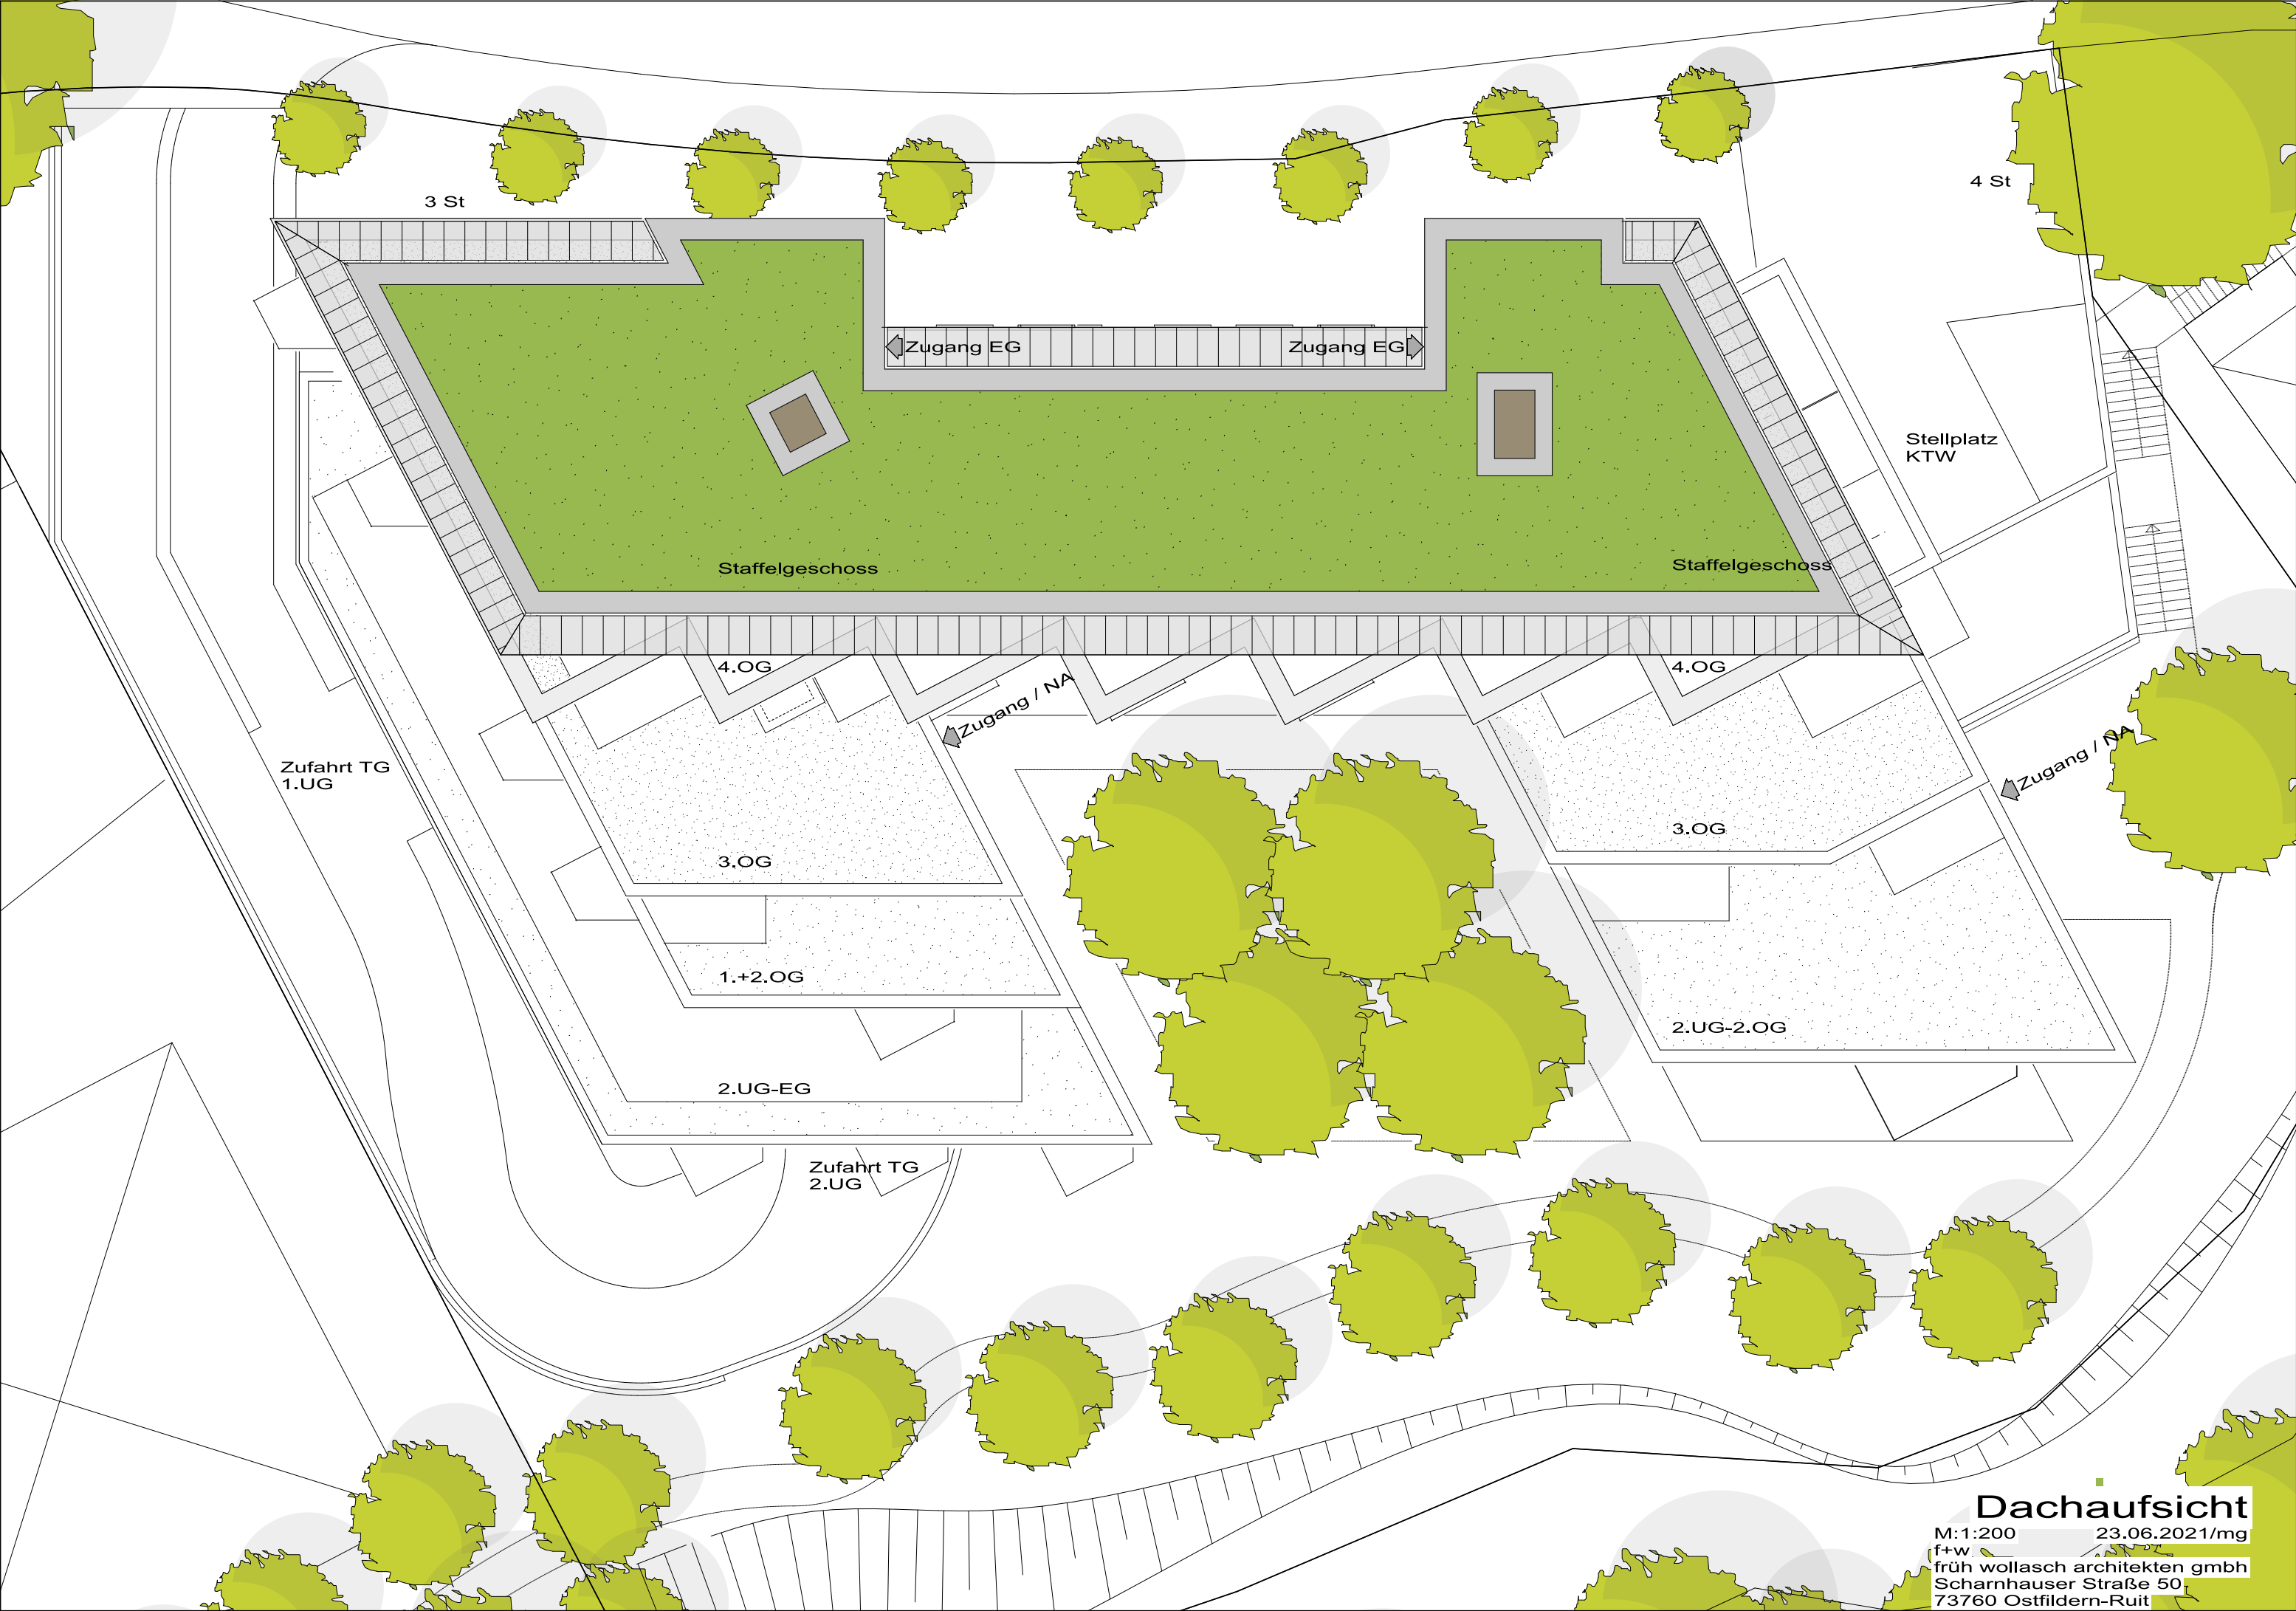 3 St
4 St
Zugang EG
Zugang EG
Stellplatz
KTW
Staffelgeschoss
Staffelgeschoss
4.OG
4.OG
Zugang / NA
Zugang / NA
Zufahrt TG
1.UG
3.OG
3.OG
1.+2.OG
2.UG-2.OG
2.UG-EG
Zufahrt TG
2.UG
Dachaufsicht
M:1:200 23.06.2021/mg
f+w
früh wollasch architekten gmbh
Scharnhauser Straße 50
73760 Ostfildern-Ruit